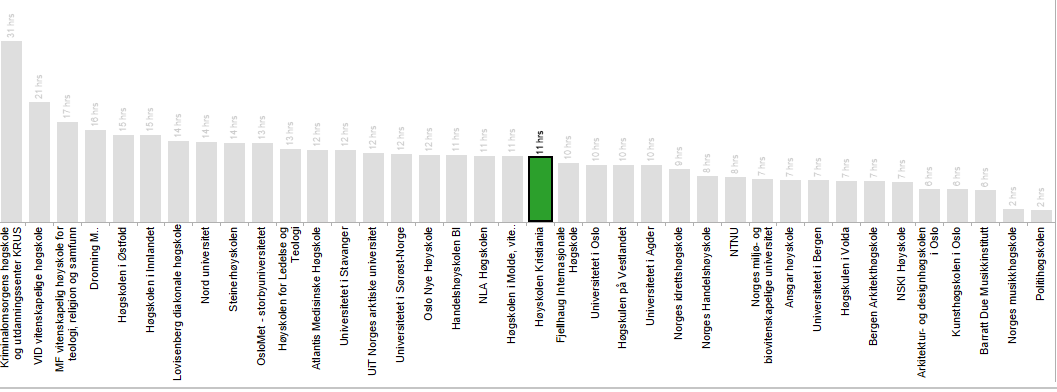 31 hrs
21 hrs
17 hrs
16 hrs
15 hrs
15 hrs
14 hrs
14 hrs
14 hrs
13 hrs
13 hrs
12 hrs
12 hrs
12 hrs
12 hrs
12 hrs
11 hrs
11 hrs
11 hrs
11 hrs
10 hrs
10 hrs
10 hrs
10 hrs
9 hrs
8 hrs
8 hrs
7 hrs
7 hrs
7 hrs
7 hrs
7 hrs
7 hrs
6 hrs
6 hrs
6 hrs
2 hrs
2 hrs
Kriminalomsorgens høgskole
og utdanningssenter KRUS
VID vitenskapelige høgskole
MF vitenskapelig høyskole for
teologi, religion og samfunn
Dronning M..
Høgskolen i Østfold
Høgskolen i Innlandet
Lovisenberg diakonale høgskole
Nord universitet
Steinerhøyskolen
OsloMet - storbyuniversitetet
Høyskolen for Ledelse og
Teologi
Atlantis Medisinske Høgskole
Universitetet i Stavanger
UiT Norges arktiske universitet
Universitetet i Sørøst-Norge
Oslo Nye Høyskole
Handelshøyskolen BI
NLA Høgskolen
Høgskolen i Molde, vite..
Høyskolen Kristiania
Fjellhaug Internasjonale
Høgskole
Universitetet i Oslo
Høgskulen på Vestlandet
Universitetet i Agder
Norges idrettshøgskole
Norges Handelshøyskole
NTNU
Norges miljø- og
biovitenskapelige universitet
Ansgar høyskole
Universitetet i Bergen
Høgskulen i Volda
Bergen Arkitekthøgskole
NSKI Høyskole
Arkitektur- og designhøgskolen
i Oslo
Kunsthøgskolen i Oslo
Barratt Due Musikkinstitutt
Norges musikkhøgskole
Politihøgskolen